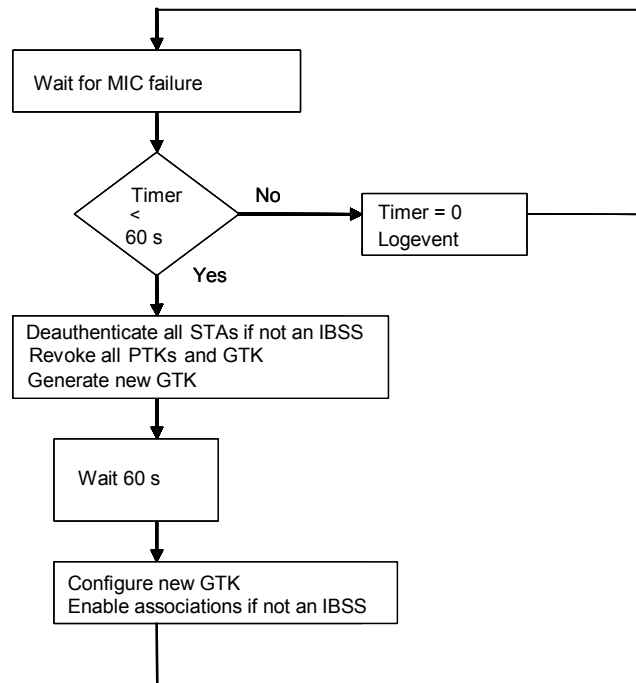 Wait for MIC failure
Timer
<
60 s
No
Timer = 0
Logevent
Yes
Deauthenticate all STAs if not an IBSS
Revoke all PTKs and GTK
Generate new GTK
Wait 60 s
Configure new GTK
Enable associations if not an IBSS